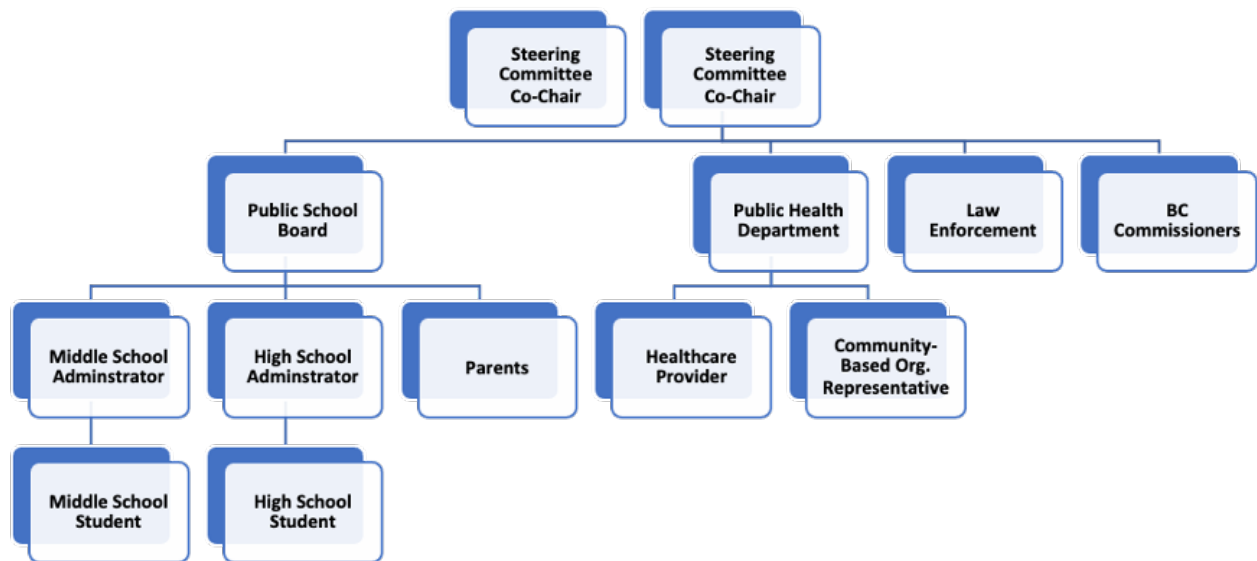 Steering
Committee
Co-Chair
Steering
Committee
Co-Chair
Public School
Board
Public Health
Department
Law
Enforcement
BC
Commissioners
Middle School
Adminstrator
High School
Adminstrator
Parents
Healthcare
Provider
Community-
Based Org.
Representative
Middle School
Student
High School
Student